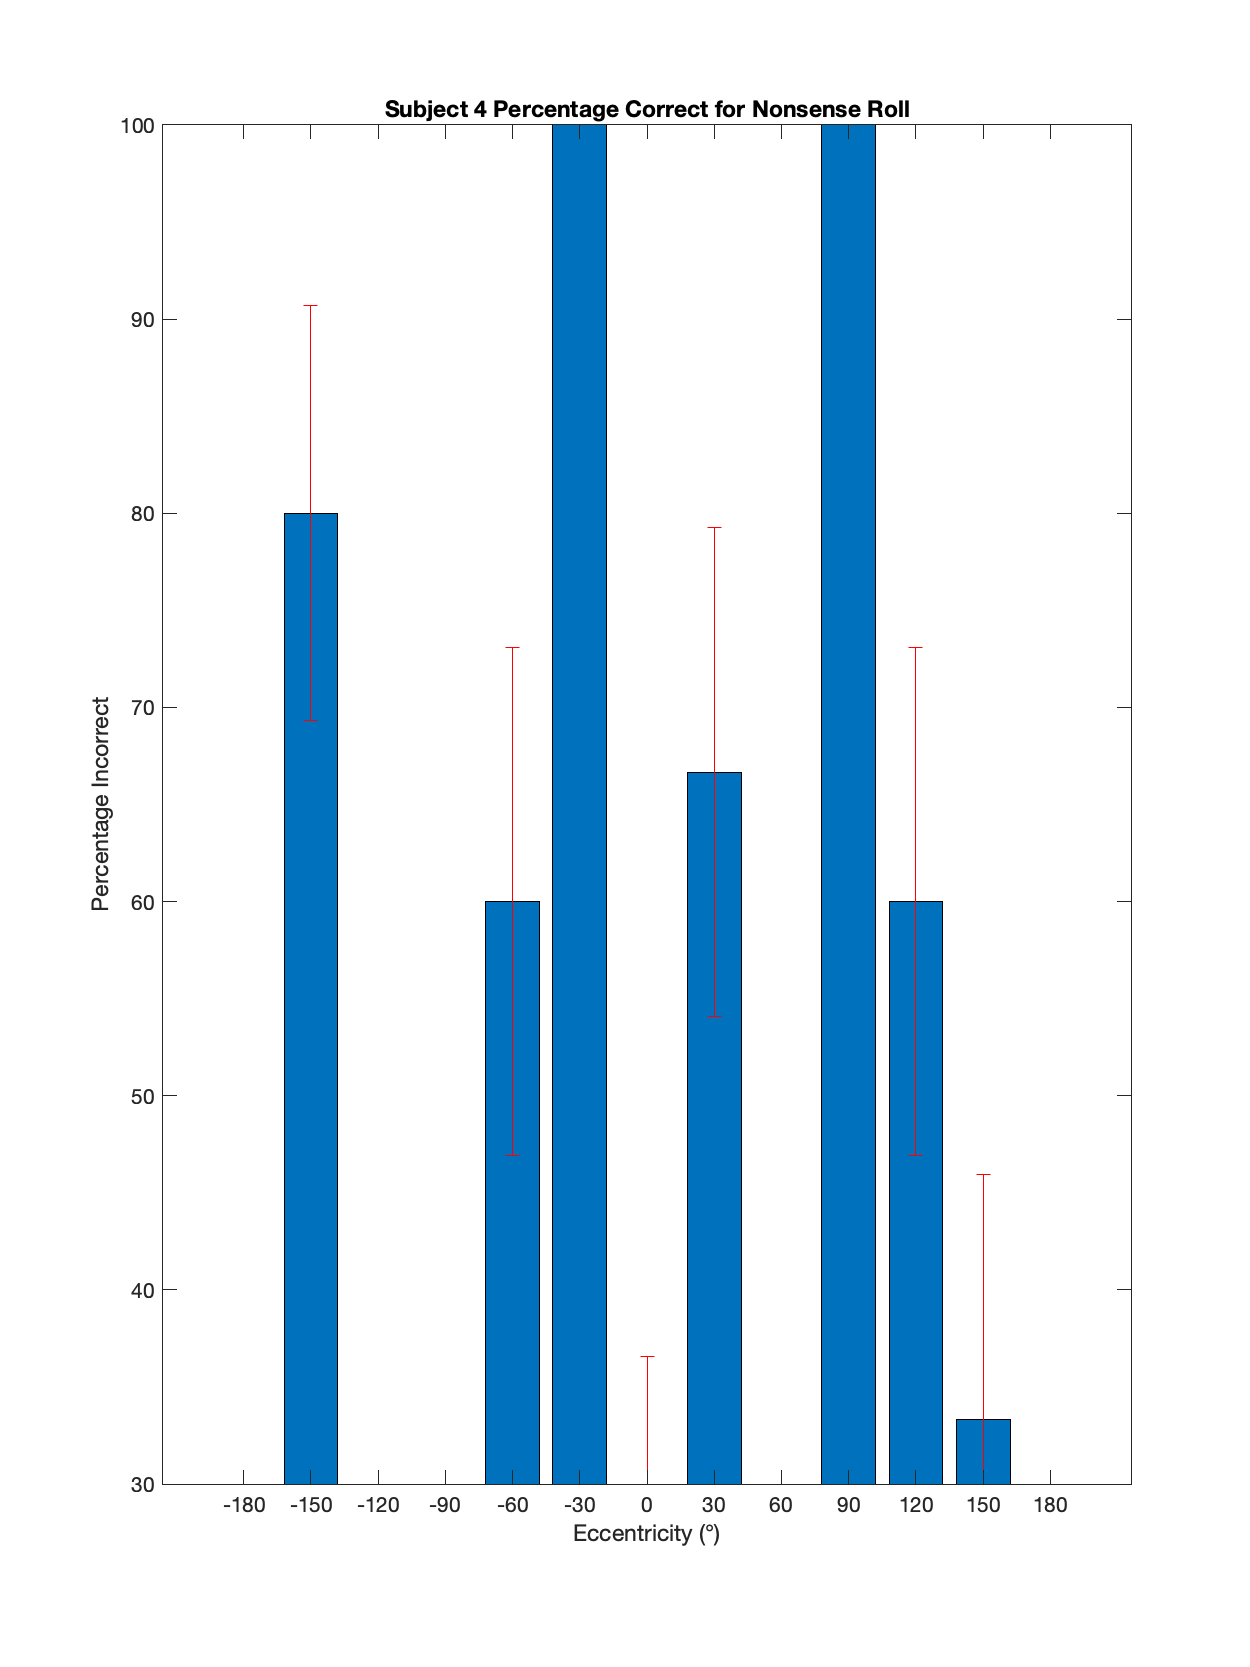 Subject 4 Percentage Correct for Nonsense Roll
100
90
80
70
60
50
40
30
Percentage Incorrect
-180 -150 -120 -90 -60 -30 0 30 60 90 120 150 180
Eccentricity (°)